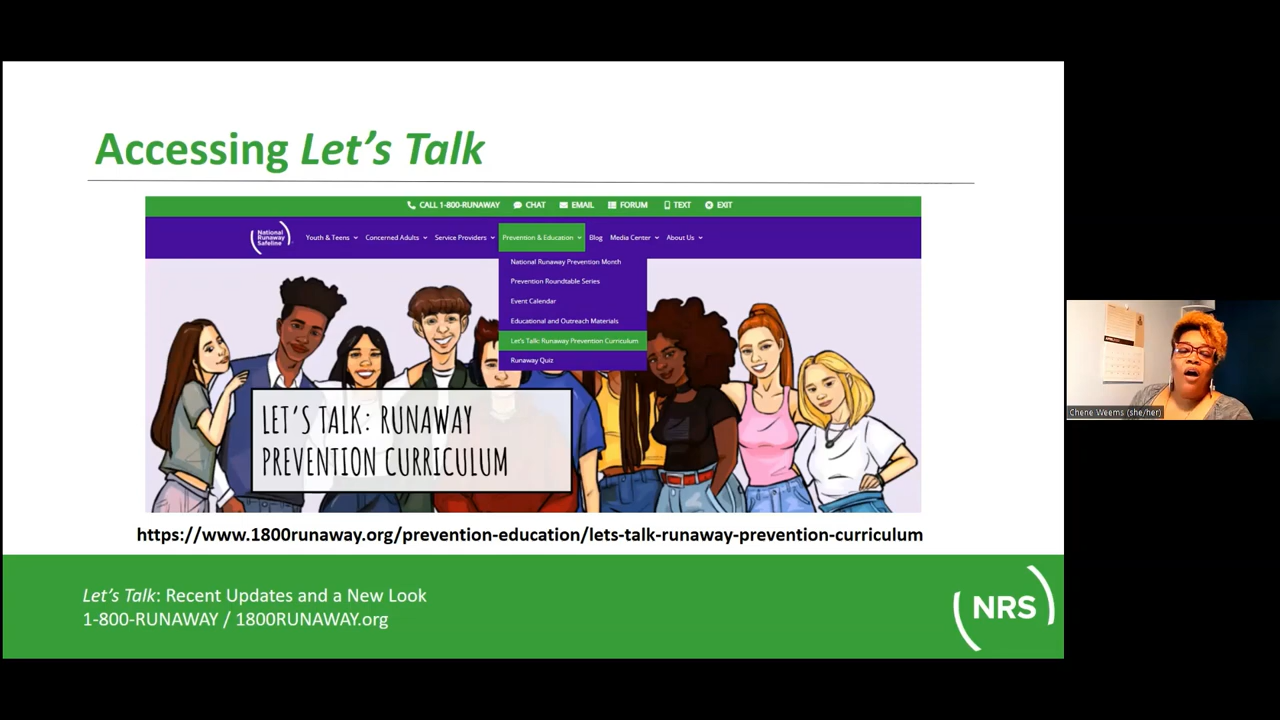 Accessing Let's Talk
CALL 1-800-RUNAWAY CHAT EMAIL FORUM TEXT EXIT
National
Runaway
Safeline
Youth & Teens Concerned Adults Service Providers Prevention & Education Blog Media Center About Us
National Runaway Prevention Month
Prevention Roundtable Series
Event Calendar
Educational and Outreach Materials
Let's Talk: Runaway Prevention Curriculum
Runaway Quiz
LET'S TALK: RUNAWAY
PREVENTION CURRICULUM
https://www.1800runaway.org/prevention-education/lets-talk-runaway-prevention-curriculum
Let's Talk: Recent Updates and a New Look
1-800-RUNAWAY / 1800RUNAWAY.org
NRS
Chene Weems (she/her)